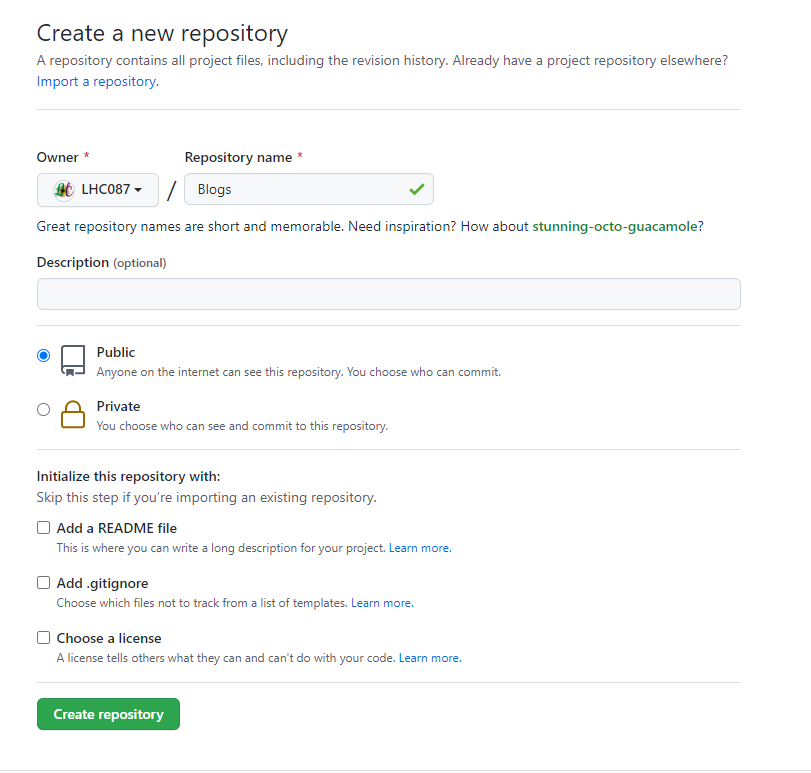 Create a new repository
A repository contains all project files, including the revision history. Already have a project repository elsewhere?
Import a repository.
Owner * Repository name *
LHC087 / Blogs
Great repository names are short and memorable. Need inspiration? How about stunning-octo-guacamole?
Description (optional)
Public
Anyone on the internet can see this repository. You choose who can commit.
Private
You choose who can see and commit to this repository.
Initialize this repository with:
Skip this step if you’re importing an existing repository.
Add a README file
This is where you can write a long description for your project. Learn more.
Add .gitignore
Choose which files not to track from a list of templates. Learn more.
Choose a license
A license tells others what they can and can't do with your code. Learn more.
Create repository